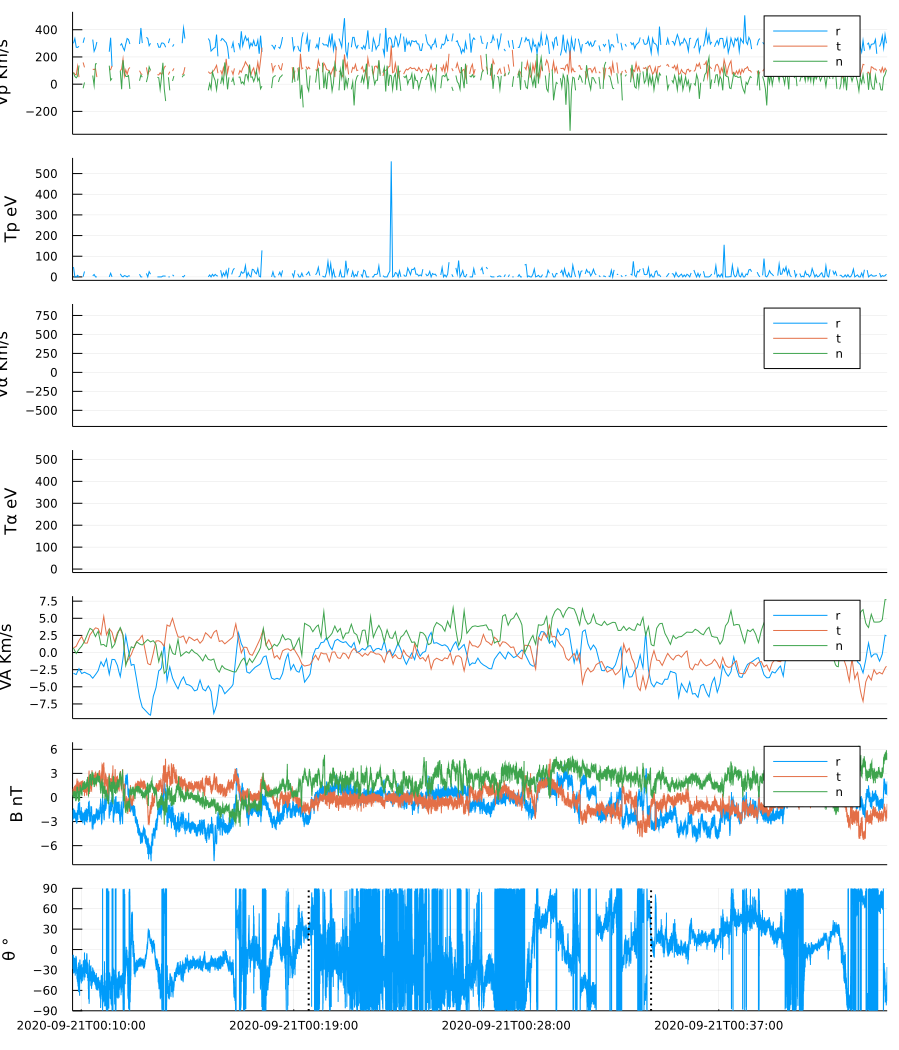 Vp Km/s
400
200
0
−200
r
t
n
Tp eV
500
400
300
200
100
0
Vα Km/s
750
500
250
0
−250
−500
r
t
n
Tα eV
500
400
300
200
100
0
VA Km/s
7.5
5.0
2.5
0.0
−2.5
−5.0
−7.5
r
t
n
B nT
6
3
0
−3
−6
r
t
n
θ °
90
60
30
0
−30
−60
−90
2020-09-21T00:10:00 2020-09-21T00:19:00 2020-09-21T00:28:00 2020-09-21T00:37:00